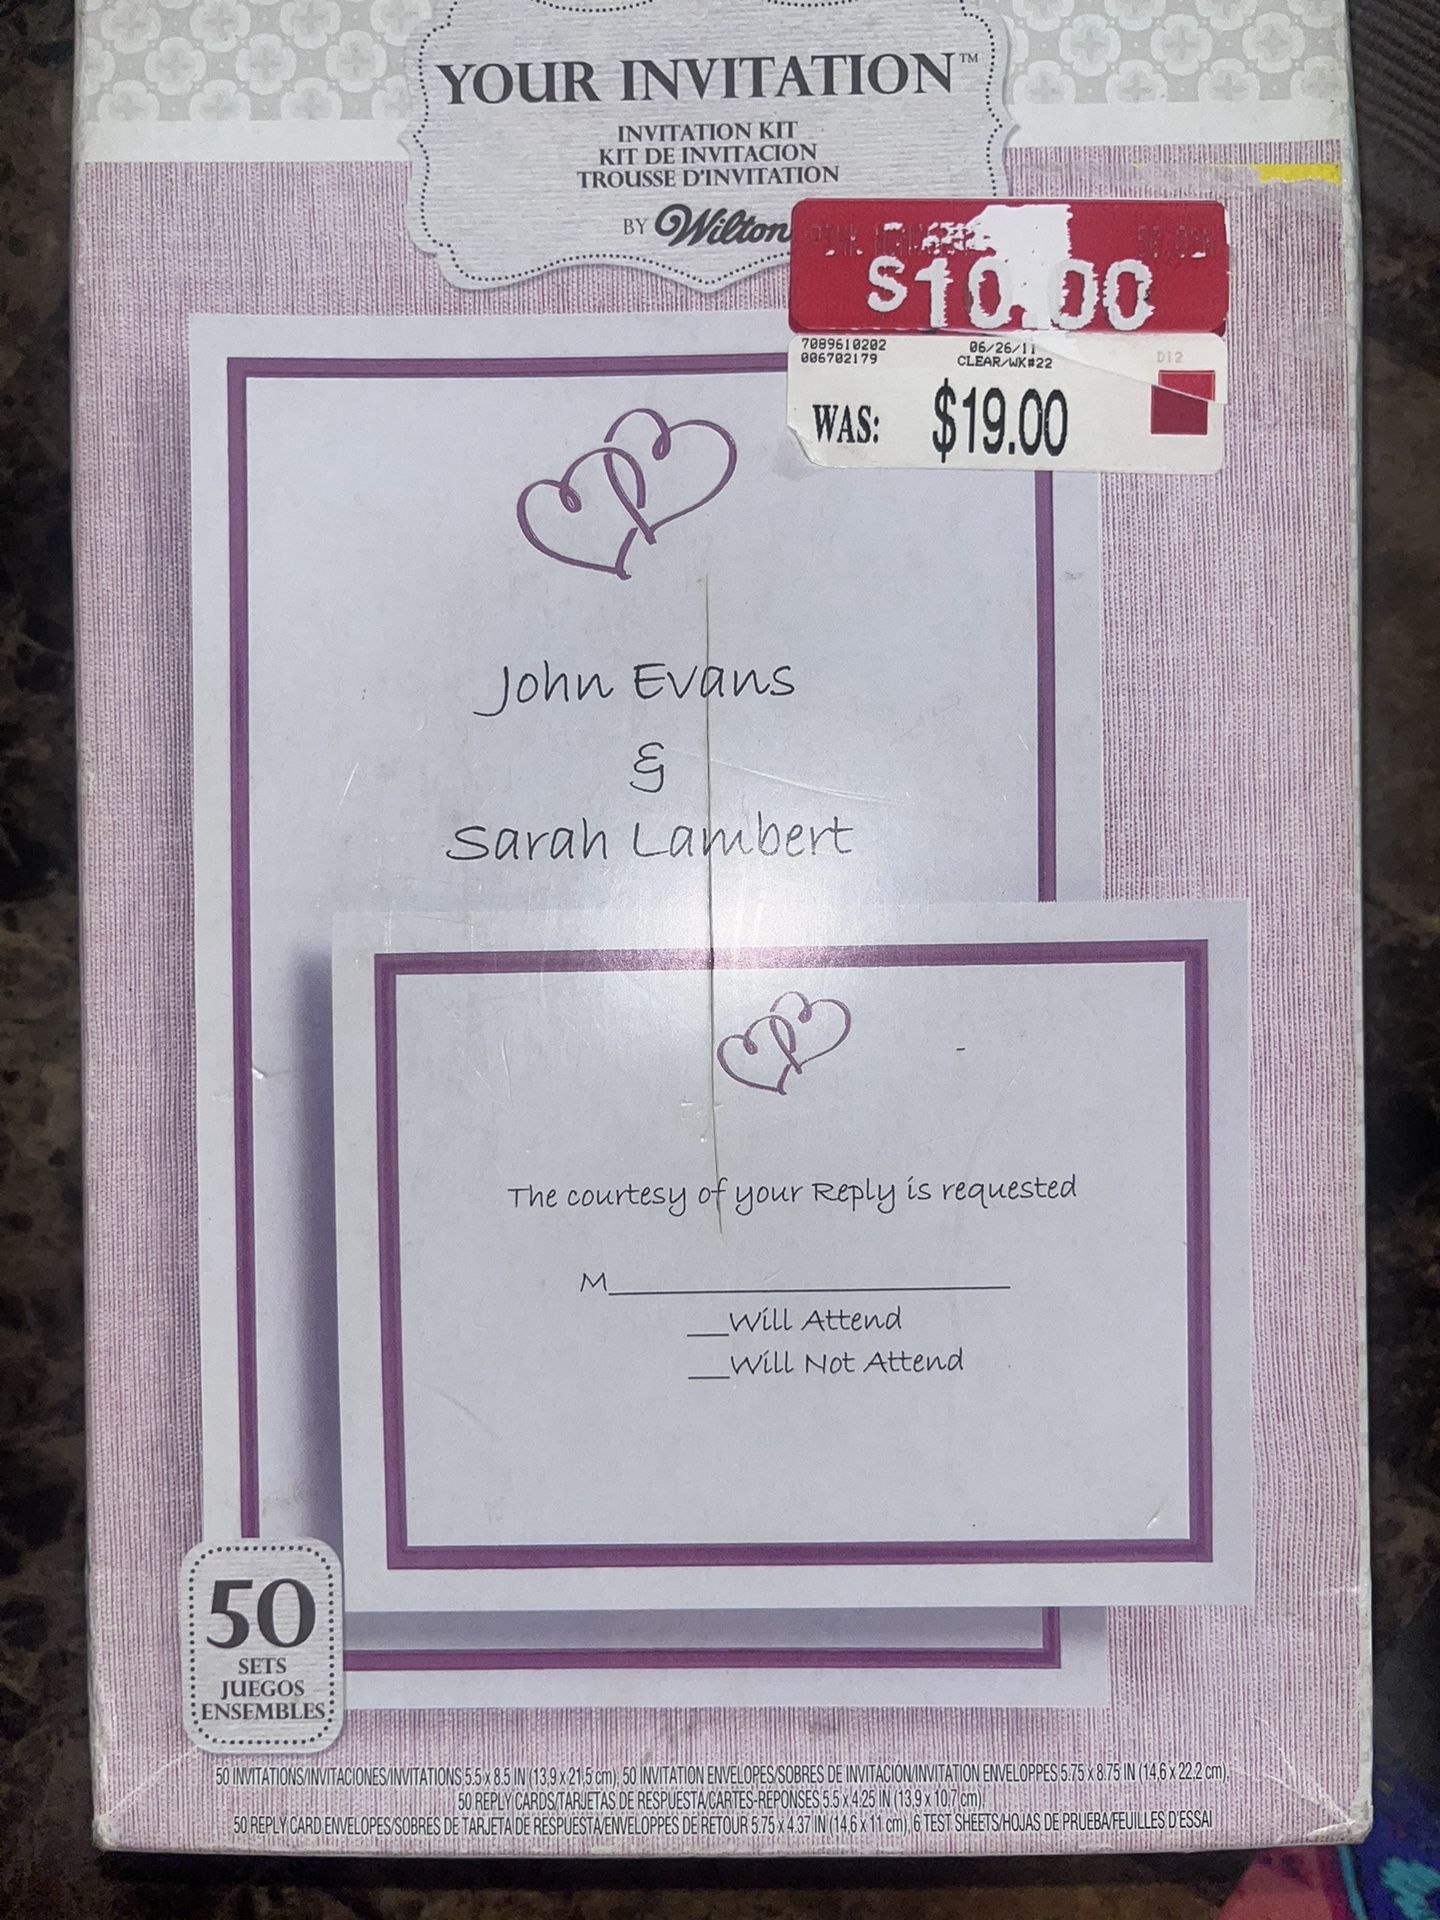 YOUR INVITATION™
INVITATION KIT
KIT DE INVITACION
TROUSSE D'INVITATION
BY Wilton
$10.00
7089610202
006702179
06/26/11
CLEAR/WK#22
D12
WAS: $19.00
John Evans
&
Sarah Lambert
The courtesy of your Reply is requested
M____________________
__Will Attend
__Will Not Attend
50
SETS
JUEGOS
ENSEMBLES
50 INVITATIONS/INVITACIONES/INVITATIONS 5.5 x 8.5 IN (13,9 x 21,5 cm), 50 INVITATION ENVELOPES/SOBRES DE INVITACIÓN/INVITATION ENVELOPPES 5.75 x 8.75 IN (14,6 x 22,2 cm),
50 REPLY CARDS/TARJETAS DE RESPUESTA/CARTES-RÉPONSES 5.5 x 4.25 IN (13.9 x 10.7 cm),
50 REPLY CARD ENVELOPES/SOBRES DE TARJETA DE RESPUESTA/ENVELOPPES DE RETOUR 5.75 x 4.37 IN (14,6 x 11 cm), 6 TEST SHEETS/HOJAS DE PRUEBA/FEUILLES D'ESSAI